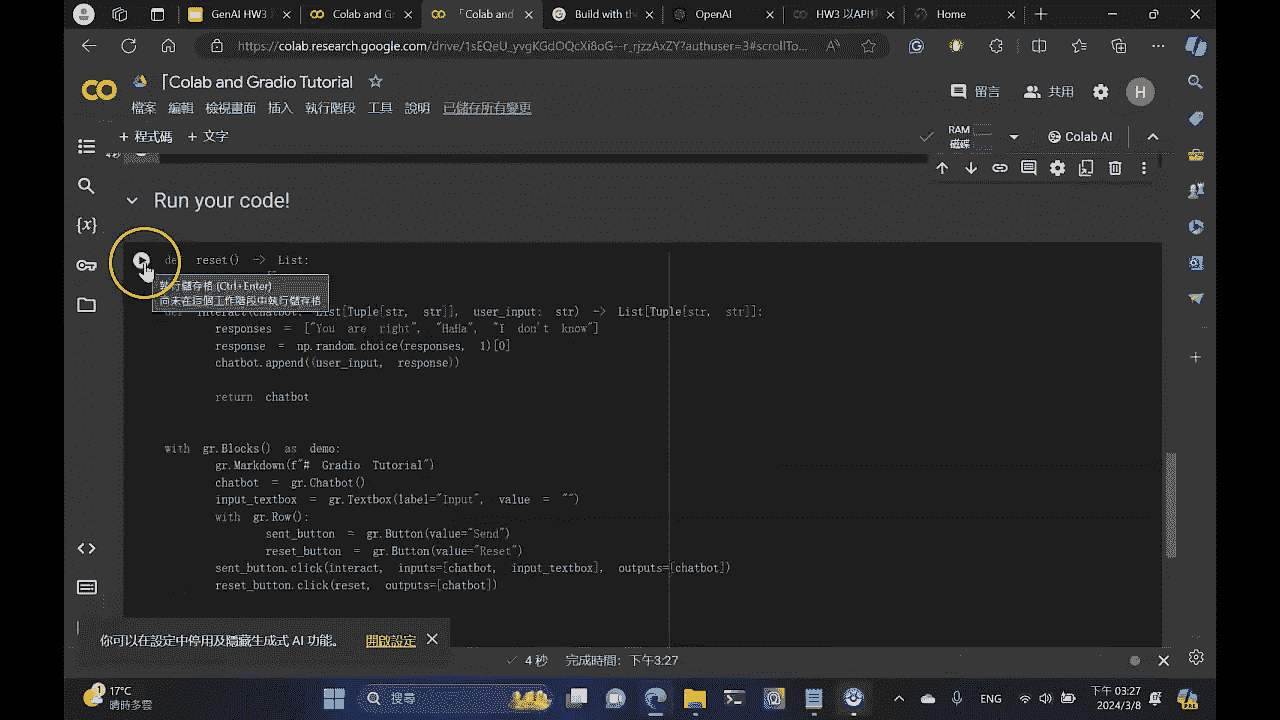 GenAI HW3
Colab and Gr
「Colab and
Build with the
OpenAI
HW3 以API
Home
https://colab.research.google.com/drive/1sEQeU_yvgKGdOQcXi8oG--r_rjzzAxZY?authuser=3#scrollTo...
「Colab and Gradio Tutorial
檔案 編輯 檢視畫面 插入 執行階段 工具 說明 已儲存所有變更
留言 共用 H
+ 程式碼 + 文字
RAM
磁碟
Colab AI
4秒
Run your code!
reset() -> List:
執行儲存格 (Ctrl+Enter)
尚未在這個工作階段中執行儲存格
def interact(chatbot: List[Tuple[str, str]], user_input: str) -> List[Tuple[str, str]]:
responses = ["You are right", "HaHa", "I don't know"]
response = np.random.choice(responses, 1)[0]
chatbot.append((user_input, response))
return chatbot
with gr.Blocks() as demo:
gr.Markdown(f"# Gradio Tutorial")
chatbot = gr.Chatbot()
input_textbox = gr.Textbox(label="Input", value = "")
with gr.Row():
sent_button = gr.Button(value="Send")
reset_button = gr.Button(value="Reset")
sent_button.click(interact, inputs=[chatbot, input_textbox], outputs=[chatbot])
reset_button.click(reset, outputs=[chatbot])
你可以在設定中停用及隱藏生成式 AI 功能。 開啟設定
4 秒 完成時間: 下午3:27
17°C
晴時多雲
搜尋
ENG
下午 03:27
2024/3/8